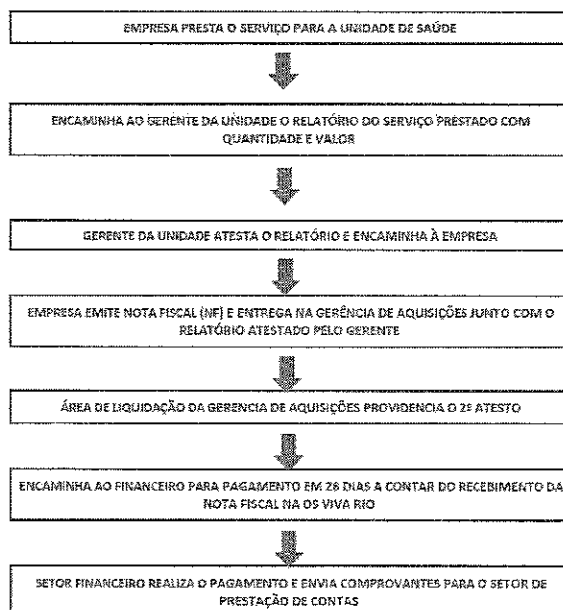 EMPRESA PRESTA O SERVIÇO PARA A UNIDADE DE SAÚDE
ENCAMINHA AO GERENTE DA UNIDADE O RELATÓRIO DO SERVIÇO PRESTADO COM
QUANTIDADE E VALOR
GERENTE DA UNIDADE ATESTA O RELATÓRIO E ENCAMINHA À EMPRESA
EMPRESA EMITE NOTA FISCAL (NF) E ENTREGA NA GERÊNCIA DE AQUISIÇÕES JUNTO COM O
RELATÓRIO ATESTADO PELO GERENTE
ÁREA DE LIQUIDAÇÃO DA GERENCIA DE AQUISIÇÕES PROVIDENCIA O 2º ATESTO
ENCAMINHA AO FINANCEIRO PARA PAGAMENTO EM 28 DIAS A CONTAR DO RECEBIMENTO DA
NOTA FISCAL NA OS VIVA RIO
SETOR FINANCEIRO REALIZA O PAGAMENTO E ENVIA COMPROVANTES PARA O SETOR DE
PRESTAÇÃO DE CONTAS